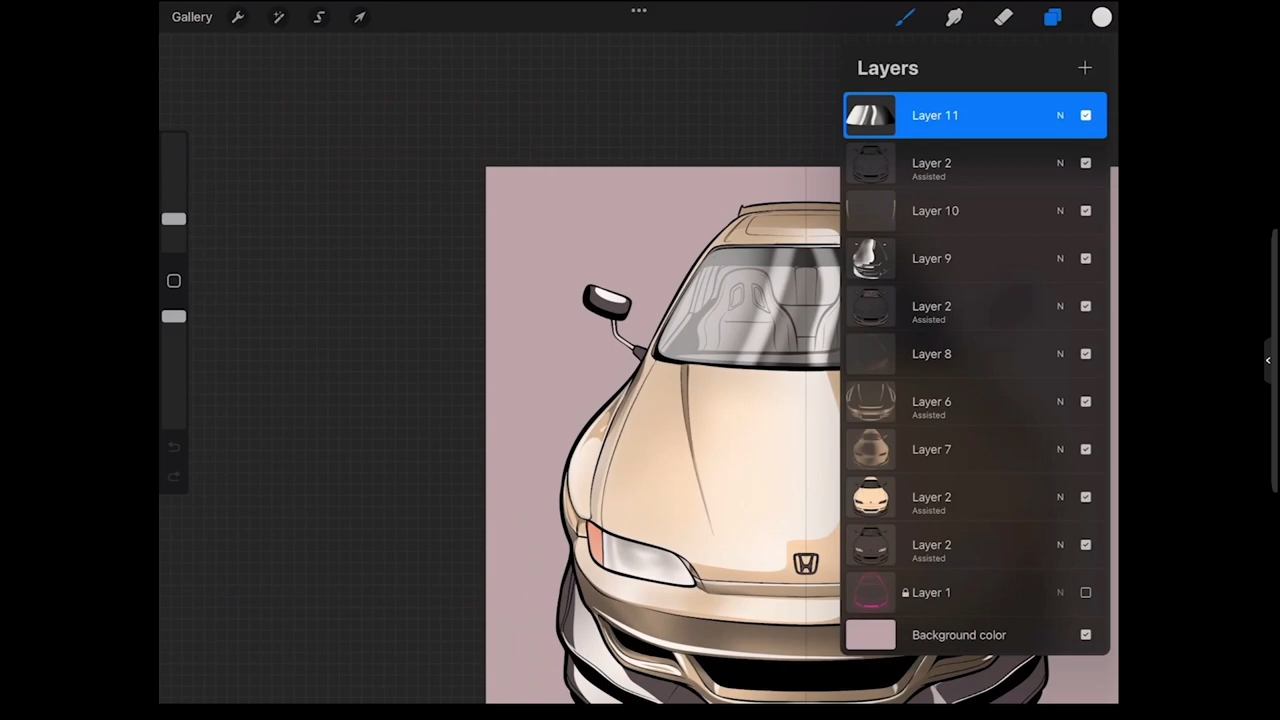 Gallery
Layers
Layer 11 N
Layer 2 N
Assisted
Layer 10 N
Layer 9 N
Layer 2 N
Assisted
Layer 8 N
Layer 6 N
Assisted
Layer 7 N
Layer 2 N
Assisted
Layer 2 N
Assisted
Layer 1 N
Background color